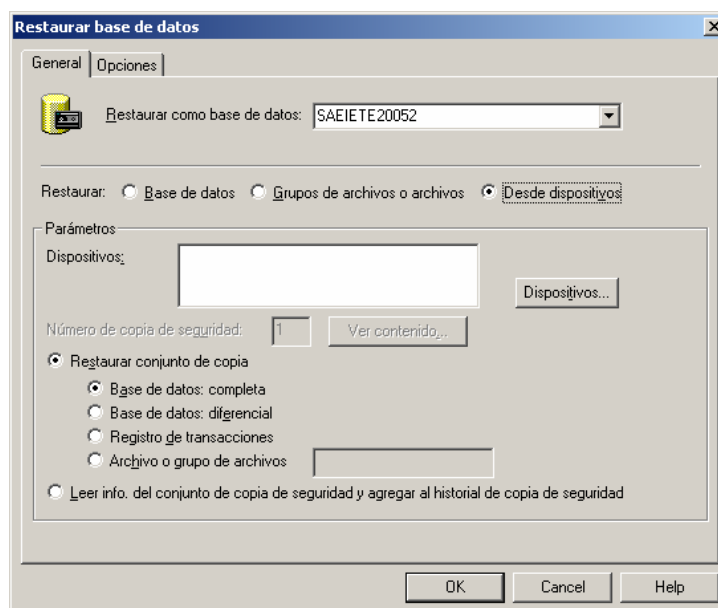 Restaurar base de datos
General Opciones
Restaurar como base de datos: SAEIETE20052
Restaurar: Base de datos Grupos de archivos o archivos Desde dispositivos
Parámetros
Dispositivos:
Dispositivos...
Número de copia de seguridad: 1 Ver contenido...
Restaurar conjunto de copia
Base de datos: completa
Base de datos: diferencial
Registro de transacciones
Archivo o grupo de archivos
Leer info. del conjunto de copia de seguridad y agregar al historial de copia de seguridad
OK Cancel Help